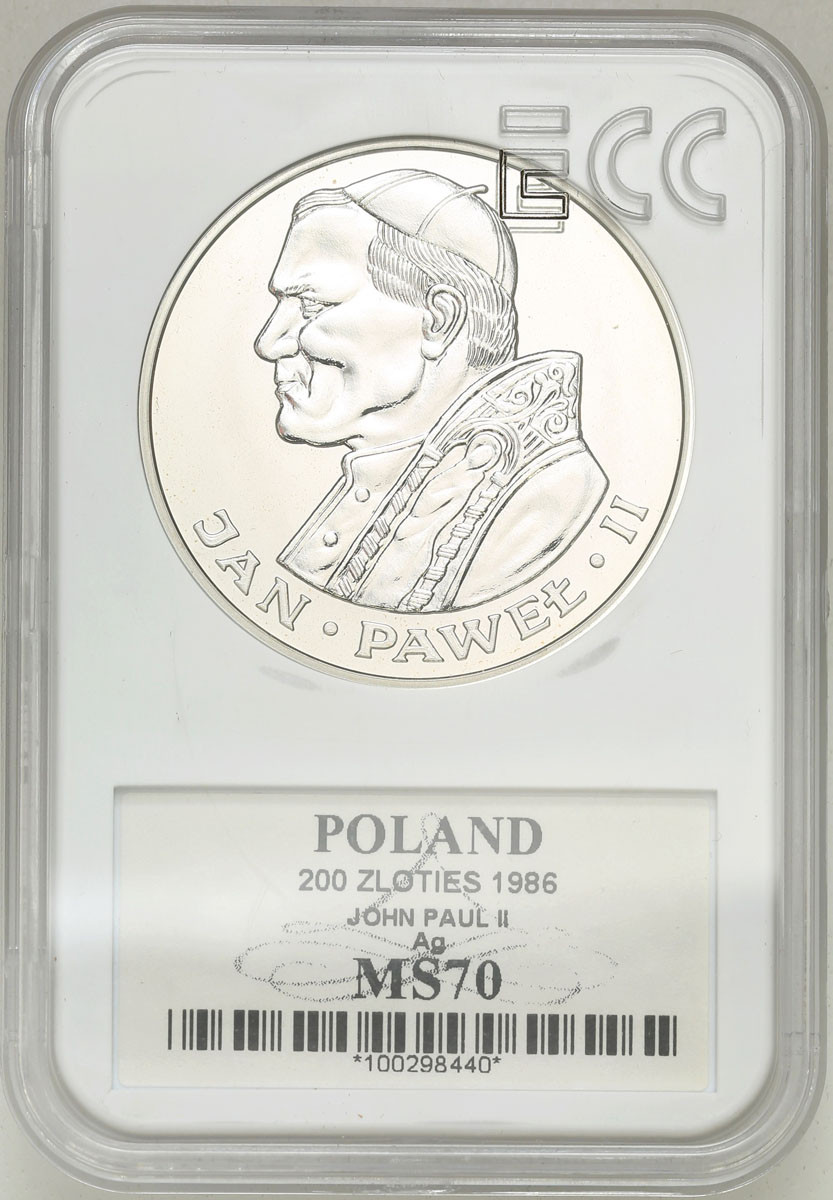 ECC
JAN • PAWEŁ • II
POLAND
200 ZLOTIES 1986
JOHN PAUL II
Ag
MS70
*100298440*